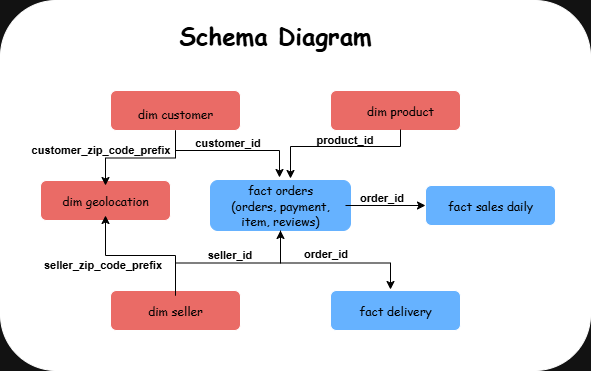 Schema Diagram
dim customer
dim product
customer_zip_code_prefix
customer_id
product_id
dim geolocation
fact orders
(orders, payment,
item, reviews)
order_id
fact sales daily
seller_zip_code_prefix
seller_id
order_id
dim seller
fact delivery